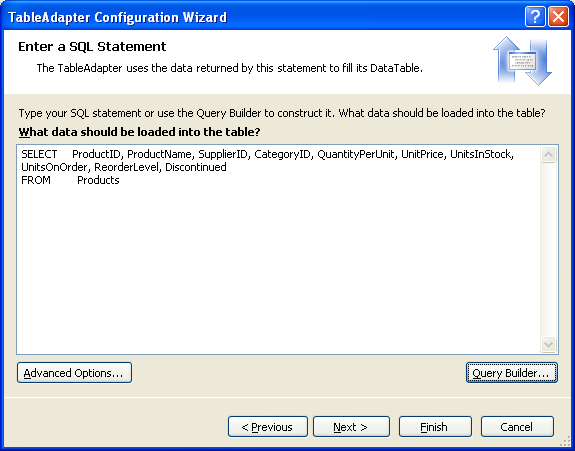 TableAdapter Configuration Wizard
Enter a SQL Statement
The TableAdapter uses the data returned by this statement to fill its DataTable.
Type your SQL statement or use the Query Builder to construct it. What data should be loaded into the table?
What data should be loaded into the table?
SELECT ProductID, ProductName, SupplierID, CategoryID, QuantityPerUnit, UnitPrice, UnitsInStock,
UnitsOnOrder, ReorderLevel, Discontinued
FROM Products
Advanced Options... Query Builder...
< Previous Next > Finish Cancel